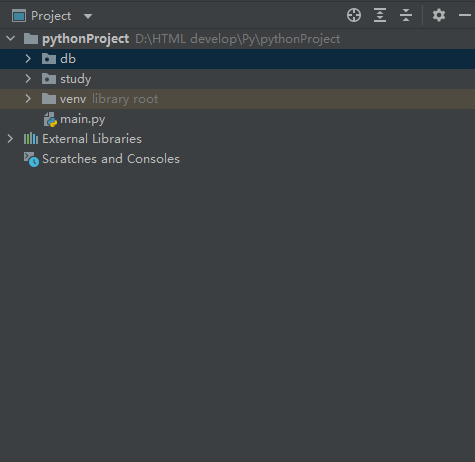 Project
pythonProject D:\HTML develop\Py\pythonProject
db
study
venv library root
main.py
External Libraries
Scratches and Consoles